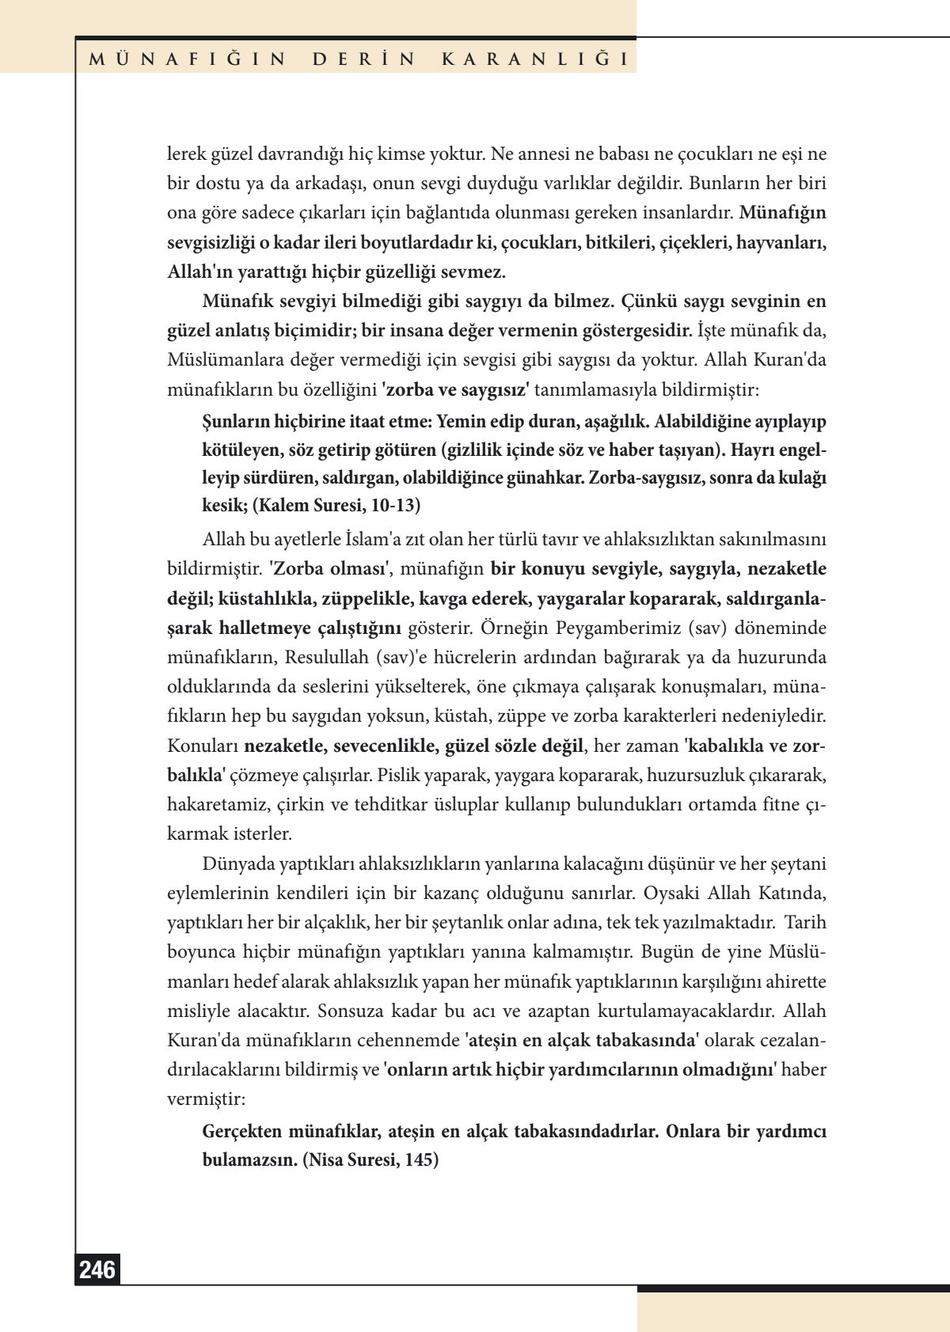 MÜNAFIĞIN DERİN KARANLIĞI
lerek güzel davrandığı hiç kimse yoktur. Ne annesi ne babası ne çocukları ne eşi ne
bir dostu ya da arkadaşı, onun sevgi duyduğu varlıklar değildir. Bunların her biri
ona göre sadece çıkarları için bağlantıda olunması gereken insanlardır. Münafığın
sevgisizliği o kadar ileri boyutlardadır ki, çocukları, bitkileri, çiçekleri, hayvanları,
Allah'ın yarattığı hiçbir güzelliği sevmez.
Münafık sevgiyi bilmediği gibi saygıyı da bilmez. Çünkü saygı sevginin en
güzel anlatış biçimidir; bir insana değer vermenin göstergesidir. İşte münafık da,
Müslümanlara değer vermediği için sevgisi gibi saygısı da yoktur. Allah Kuran'da
münafıkların bu özelliğini 'zorba ve saygısız' tanımlamasıyla bildirmiştir:
Şunların hiçbirine itaat etme: Yemin edip duran, aşağılık. Alabildiğine ayıplayıp
kötüleyen, söz getirip götüren (gizlilik içinde söz ve haber taşıyan). Hayrı engel-
leyip sürdüren, saldırgan, olabildiğince günahkar. Zorba-saygısız, sonra da kulağı
kesik; (Kalem Suresi, 10-13)
Allah bu ayetlerle İslam'a zıt olan her türlü tavır ve ahlaksızlıktan sakınılmasını
bildirmiştir. 'Zorba olması', münafığın bir konuyu sevgiyle, saygıyla, nezaketle
değil; küstahlıkla, züppelikle, kavga ederek, yaygaralar kopararak, saldırganla-
şarak halletmeye çalıştığını gösterir. Örneğin Peygamberimiz (sav) döneminde
münafıkların, Resulullah (sav)'e hücrelerin ardından bağırarak ya da huzurunda
olduklarında da seslerini yükselterek, öne çıkmaya çalışarak konuşmaları, müna-
fıkların hep bu saygıdan yoksun, küstah, züppe ve zorba karakterleri nedeniyledir.
Konuları nezaketle, sevecenlikle, güzel sözle değil, her zaman 'kabalıkla ve zor-
balıkla' çözmeye çalışırlar. Pislik yaparak, yaygara kopararak, huzursuzluk çıkararak,
hakaretamiz, çirkin ve tehditkar üsluplar kullanıp bulundukları ortamda fitne çı-
karmak isterler.
Dünyada yaptıkları ahlaksızlıkların yanlarına kalacağını düşünür ve her şeytani
eylemlerinin kendileri için bir kazanç olduğunu sanırlar. Oysaki Allah Katında,
yaptıkları her bir alçaklık, her bir şeytanlık onlar adına, tek tek yazılmaktadır. Tarih
boyunca hiçbir münafığın yaptıkları yanına kalmamıştır. Bugün de yine Müslü-
manları hedef alarak ahlaksızlık yapan her münafık yaptıklarının karşılığını ahirette
misliyle alacaktır. Sonsuza kadar bu acı ve azaptan kurtulamayacaklardır. Allah
Kuran'da münafıkların cehennemde 'ateşin en alçak tabakasında' olarak cezalan-
dırılacaklarını bildirmiş ve 'onların artık hiçbir yardımcılarının olmadığını' haber
vermiştir:
Gerçekten münafıklar, ateşin en alçak tabakasındadırlar. Onlara bir yardımcı
bulamazsın. (Nisa Suresi, 145)
246